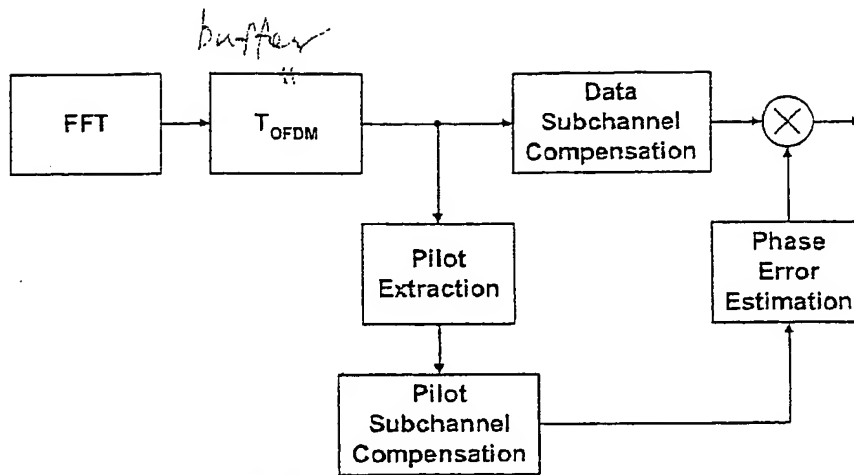 buffer
"
FFT
T_OFDM
Data
Subchannel
Compensation
Pilot
Extraction
Phase
Error
Estimation
Pilot
Subchannel
Compensation